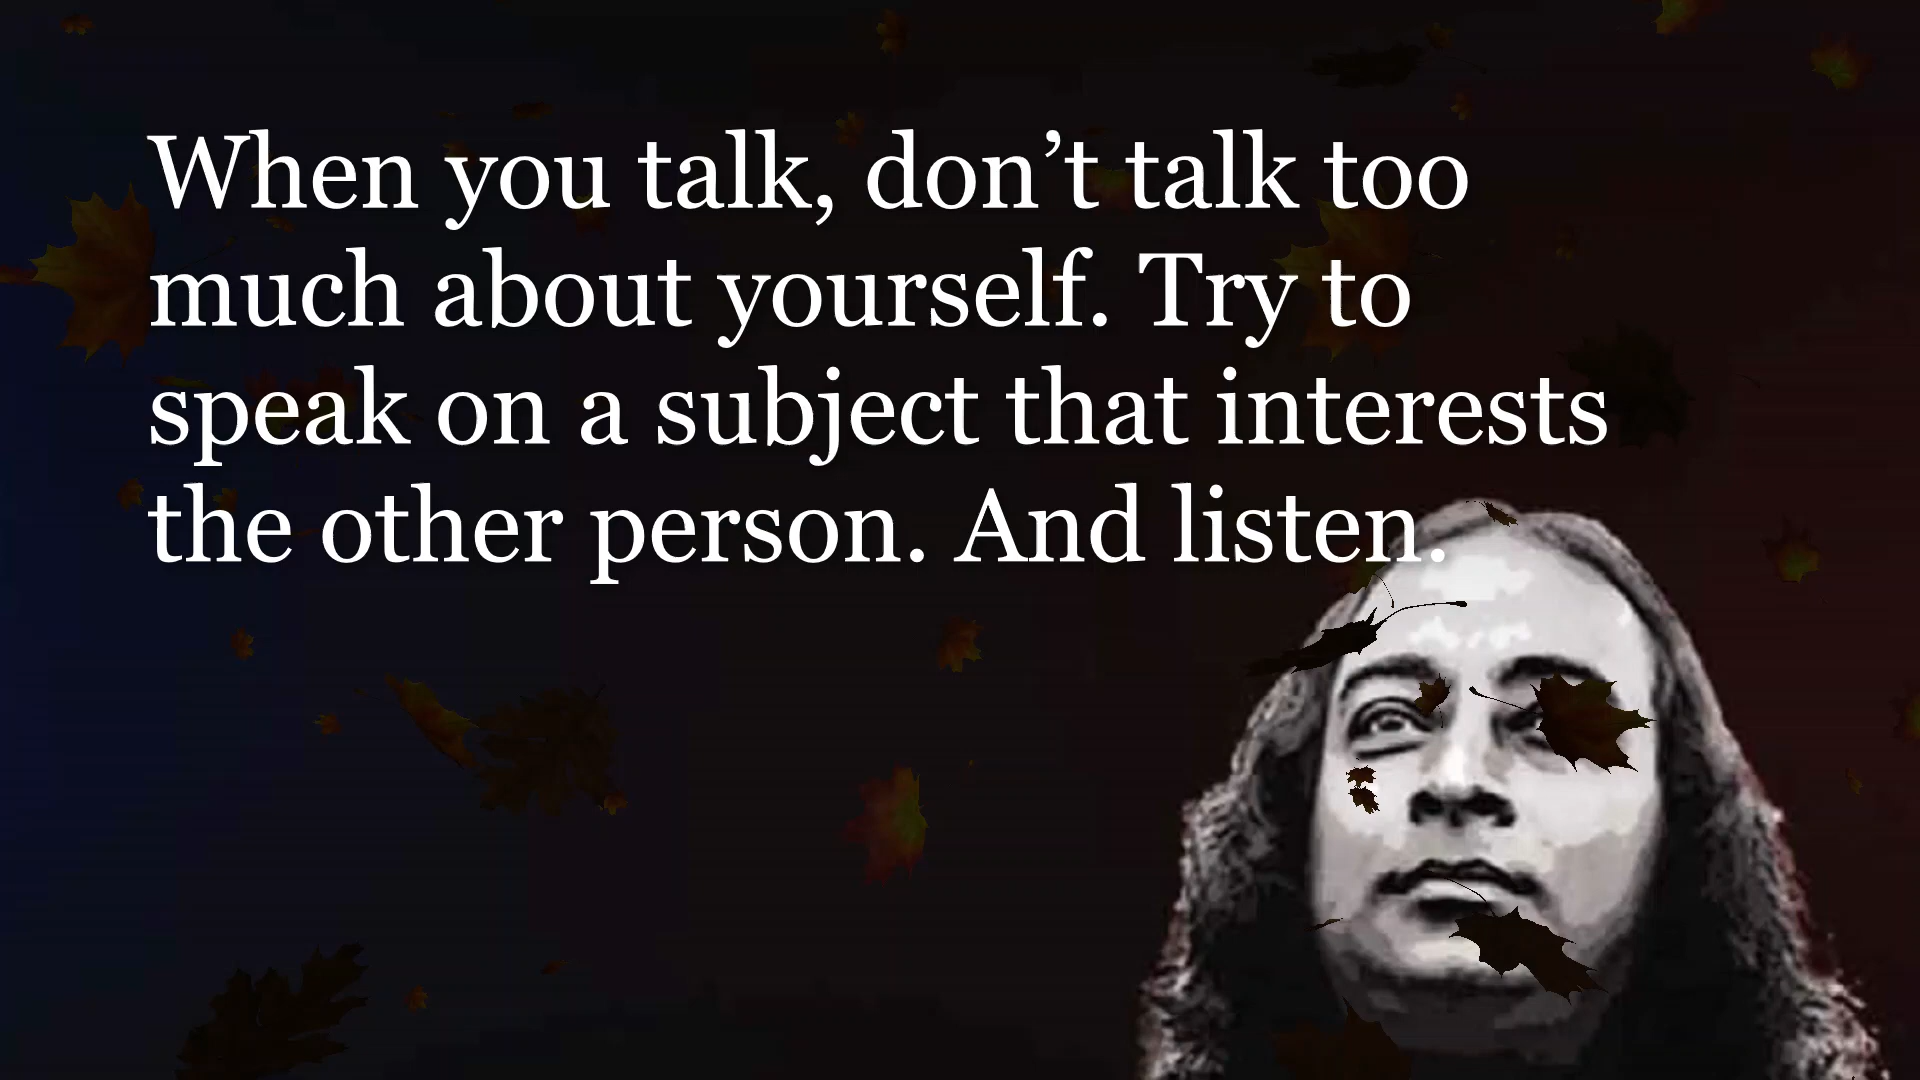 When you talk, don’t talk too
much about yourself. Try to
speak on a subject that interests
the other person. And listen.